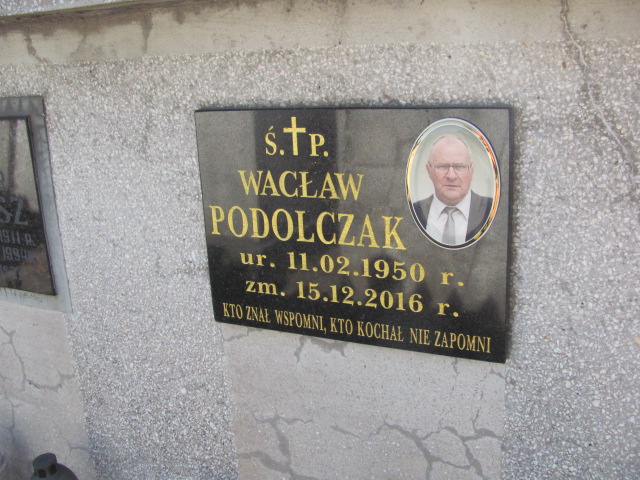 Ś.†P.
WACŁAW
PODOLCZAK
ur. 11.02.1950 r.
zm. 15.12.2016 r.
KTO ZNAŁ WSPOMNI, KTO KOCHAŁ NIE ZAPOMNI